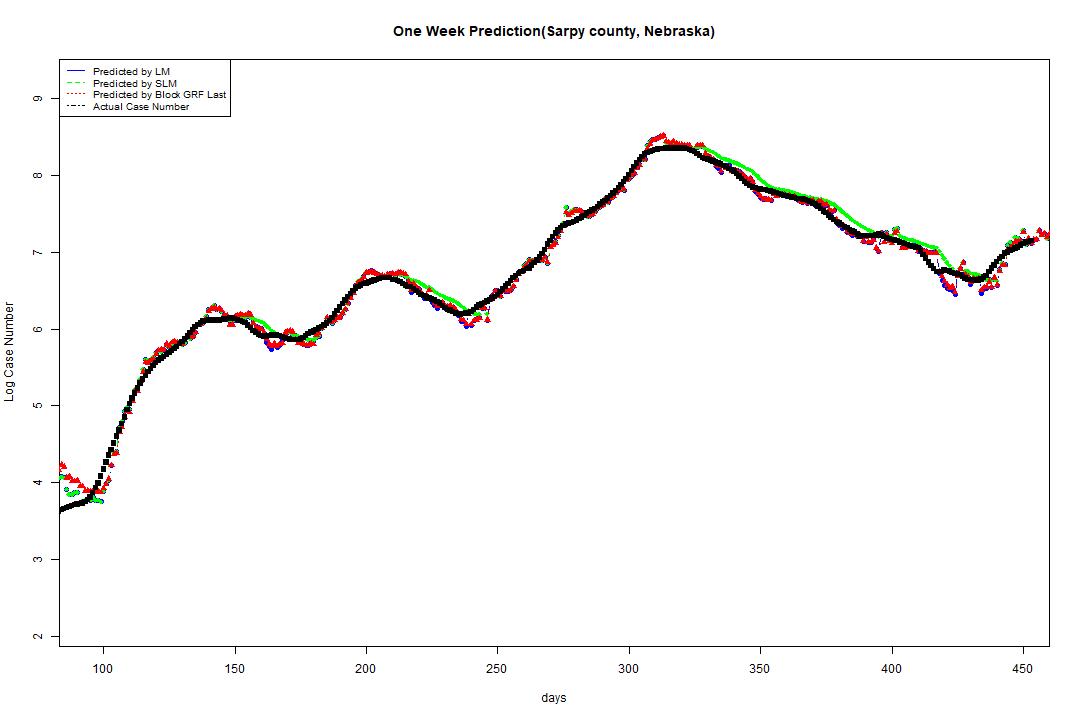 One Week Prediction(Sarpy county, Nebraska)
Predicted by LM
Predicted by SLM
Predicted by Block GRF Last
Actual Case Number
Log Case Number
9
8
7
6
5
4
3
2
100 150 200 250 300 350 400 450
days